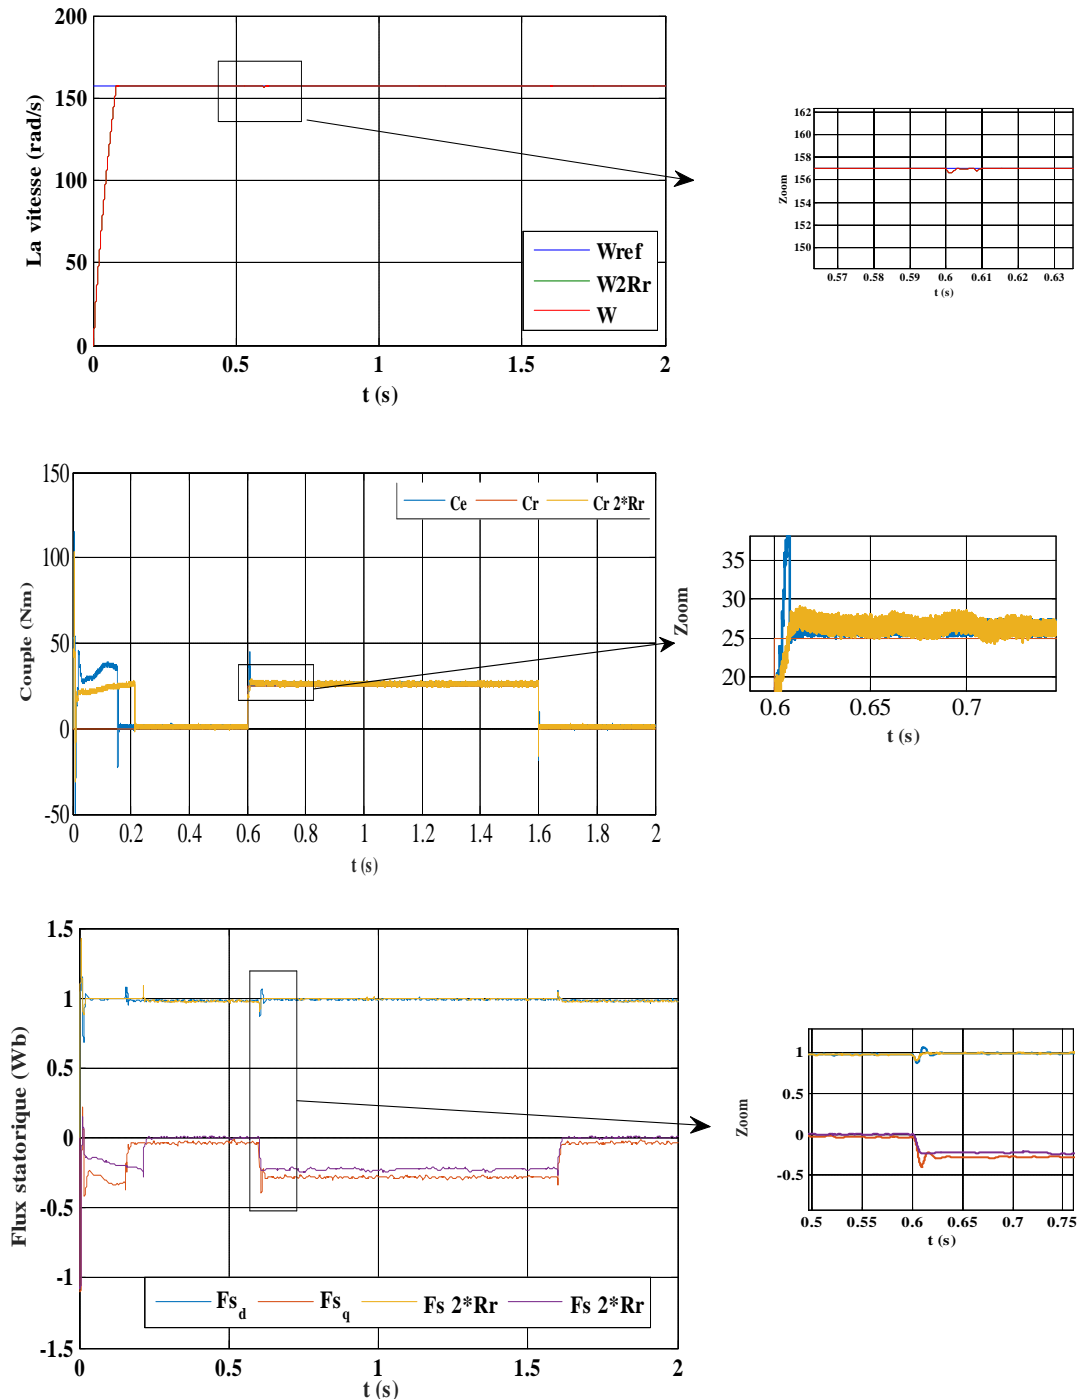 La vitesse (rad/s)
200
150
100
50
0
0 0.5 1 1.5 2
t (s)
Wref
W2Rr
W
Zoom
162
160
158
156
154
152
150
0.57 0.58 0.59 0.6 0.61 0.62 0.63
t (s)
Couple (Nm)
150
100
50
0
-50
0 0.2 0.4 0.6 0.8 1 1.2 1.4 1.6 2
t (s)
Ce Cr Cr 2*Rr
Zoom
35
30
25
20
0.6 0.65 0.7
t (s)
Flux statorique (Wb)
1.5
1
0.5
0
-0.5
-1
-1.5
0 0.5 1 1.5 2
t (s)
Fsd Fsq Fs 2*Rr Fs 2*Rr
Zoom
1
0.5
0
-0.5
0.5 0.55 0.6 0.65 0.7 0.75
t (s)